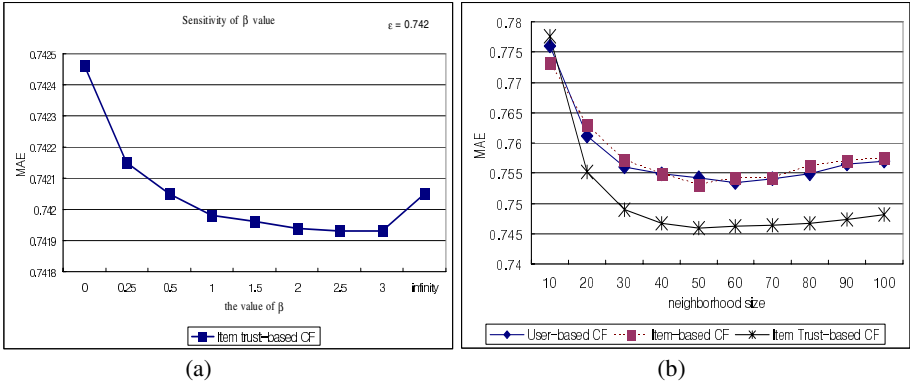 Sensitivity of β value
ε = 0.742
0.7425
0.7424
0.7423
0.7422
0.7421
0.742
0.7419
0.7418
MAE
0 0.25 0.5 1 1.5 2 2.5 3 infinity
the value of β
Item trust-based CF
(a)
0.78
0.775
0.77
0.765
0.76
0.755
0.75
0.745
0.74
MAE
10 20 30 40 50 60 70 80 90 100
neighborhood size
User-based CF Item-based CF Item Trust-based CF
(b)